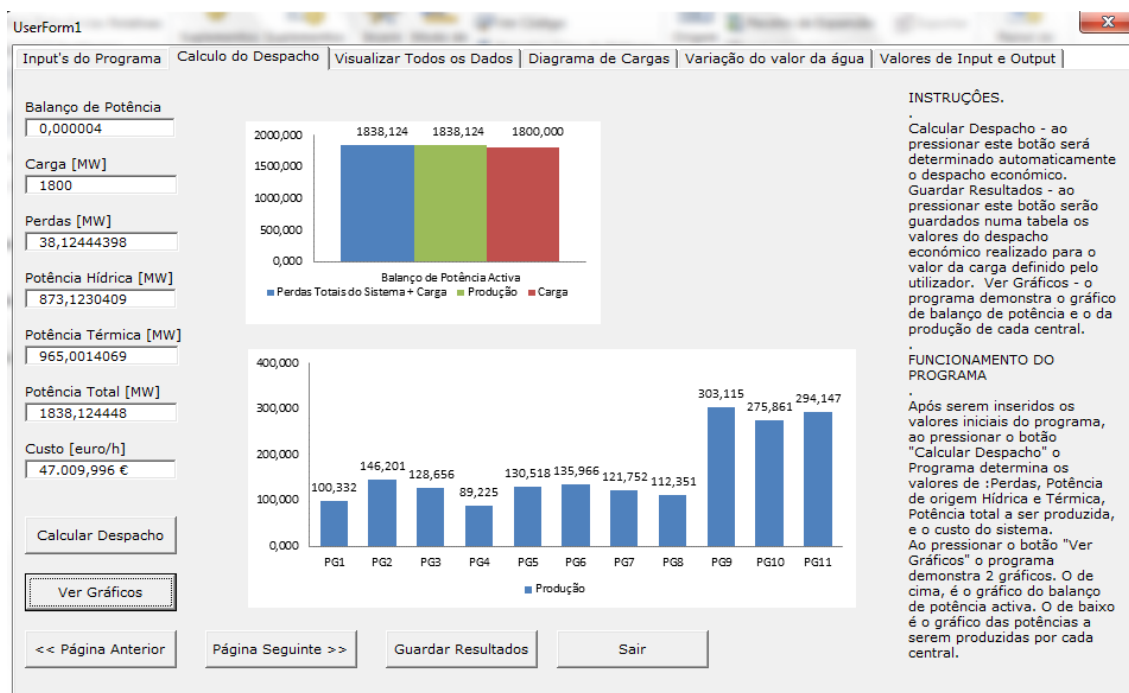 UserForm1
Input's do Programa
Calculo do Despacho
Visualizar Todos os Dados
Diagrama de Cargas
Variação do valor da água
Valores de Input e Output
Balanço de Potência
0,000004
Carga [MW]
1800
Perdas [MW]
38,12444398
Potência Hídrica [MW]
873,1230409
Potência Térmica [MW]
965,0014069
Potência Total [MW]
1838,124448
Custo [euro/h]
47.009,996 €
Calcular Despacho
Ver Gráficos
<< Página Anterior
Página Seguinte >>
Guardar Resultados
Sair
2000,000
1500,000
1000,000
500,000
0,000
1838,124
1838,124
1800,000
Balanço de Potência Activa
Perdas Totais do Sistema + Carga
Produção
Carga
400,000
300,000
200,000
100,000
0,000
100,332
146,201
128,656
89,225
130,518
135,966
121,752
112,351
303,115
275,861
294,147
PG1
PG2
PG3
PG4
PG5
PG6
PG7
PG8
PG9
PG10
PG11
Produção
INSTRUÇÔES.
.
Calcular Despacho - ao
pressionar este botão será
determinado automaticamente
o despacho económico.
Guardar Resultados - ao
pressionar este botão serão
guardados numa tabela os
valores do despacho
económico realizado para o
valor da carga definido pelo
utilizador.  Ver Gráficos - o
programa demonstra o gráfico
de balanço de potência e o da
produção de cada central.
.
FUNCIONAMENTO DO
PROGRAMA
.
Após serem inseridos os
valores iniciais do programa,
ao pressionar o botão
"Calcular Despacho" o
Programa determina os
valores de :Perdas, Potência
de origem Hídrica e Térmica,
Potência total a ser produzida,
e o custo do sistema.
Ao pressionar o botão "Ver
Gráficos" o programa
demonstra 2 gráficos. O de
cima, é o gráfico do balanço
de potência activa. O de baixo
é o gráfico das potências a
serem produzidas por cada
central.